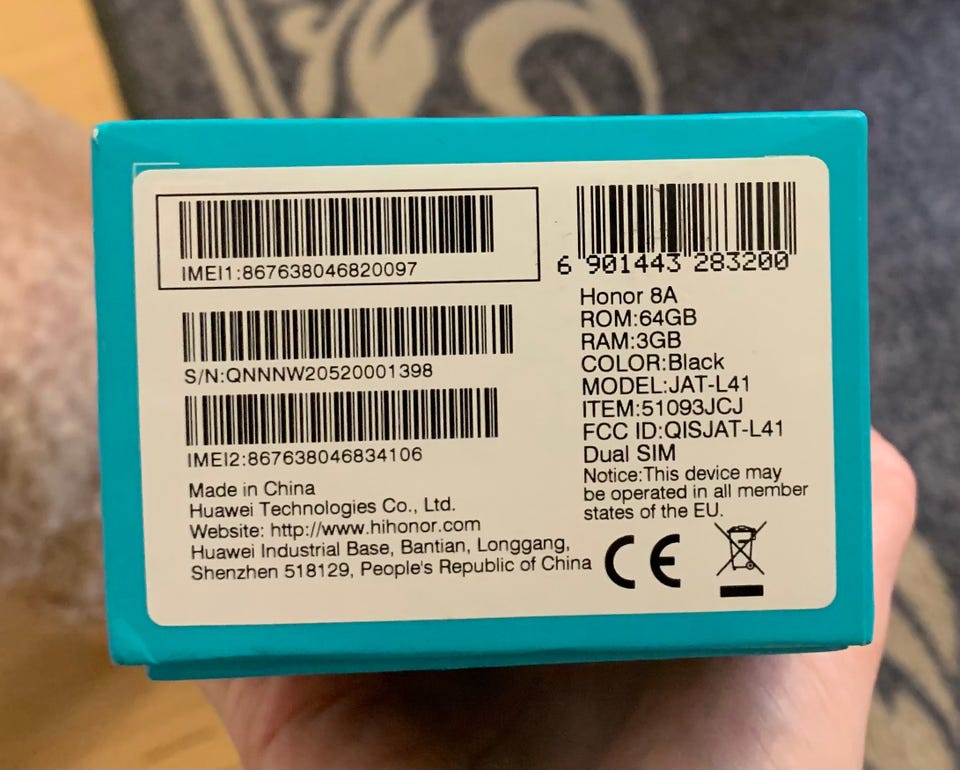 IMEI1:867638046820097
S/N:QNNNW20520001398
IMEI2:867638046834106
Made in China
Huawei Technologies Co., Ltd.
Website: http://www.hihonor.com
Huawei Industrial Base, Bantian, Longgang,
Shenzhen 518129, People's Republic of China
6 901443 283200
Honor 8A
ROM:64GB
RAM:3GB
COLOR:Black
MODEL:JAT-L41
ITEM:51093JCJ
FCC ID:QISJAT-L41
Dual SIM
Notice:This device may
be operated in all member
states of the EU.
CE